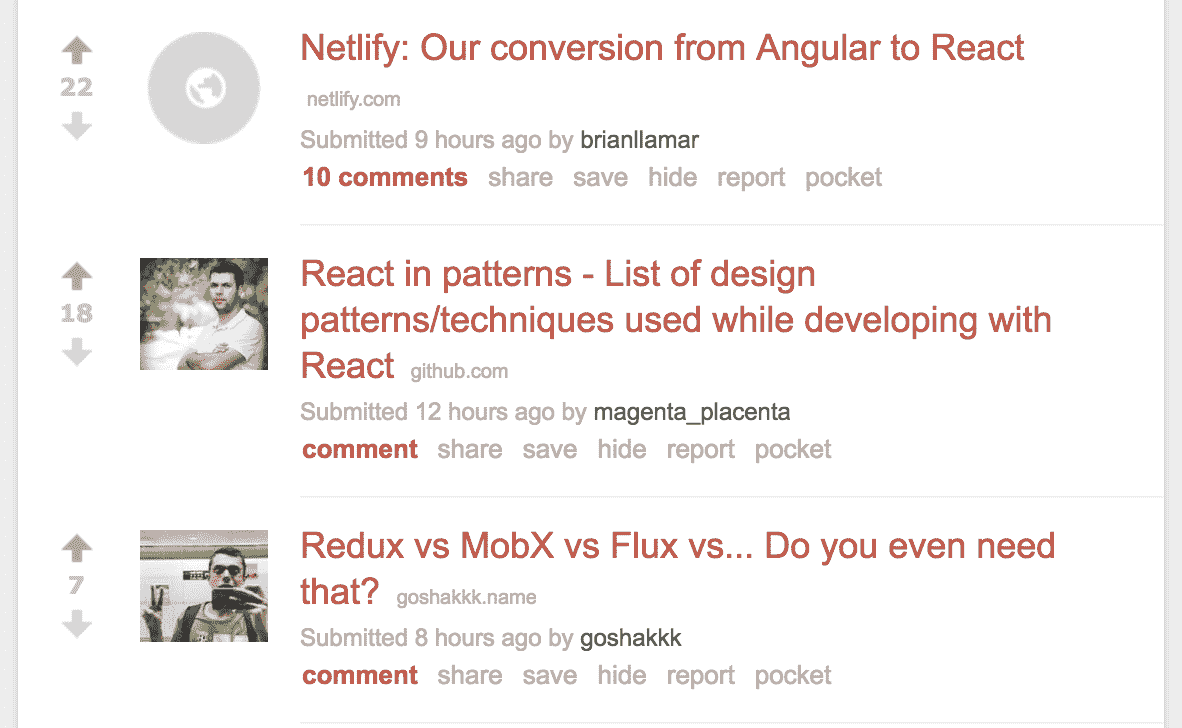 Netlify: Our conversion from Angular to React
22
netlify.com
Submitted 9 hours ago by brianllamar
10 comments share save hide report pocket
React in patterns - List of design
18
patterns/techniques used while developing with
React github.com
Submitted 12 hours ago by magenta_placenta
comment share save hide report pocket
Redux vs MobX vs Flux vs... Do you even need
7
that? goshakkk.name
Submitted 8 hours ago by goshakkk
comment share save hide report pocket